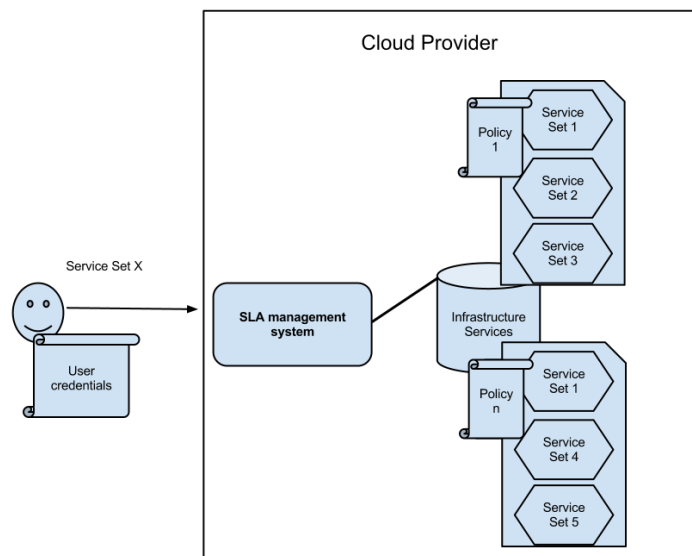 Cloud Provider
Policy
1
Service
Set 1
Service
Set 2
Service
Set 3
Service Set X
SLA management
system
Infrastructure
Services
User
credentials
Policy
n
Service
Set 1
Service
Set 4
Service
Set 5